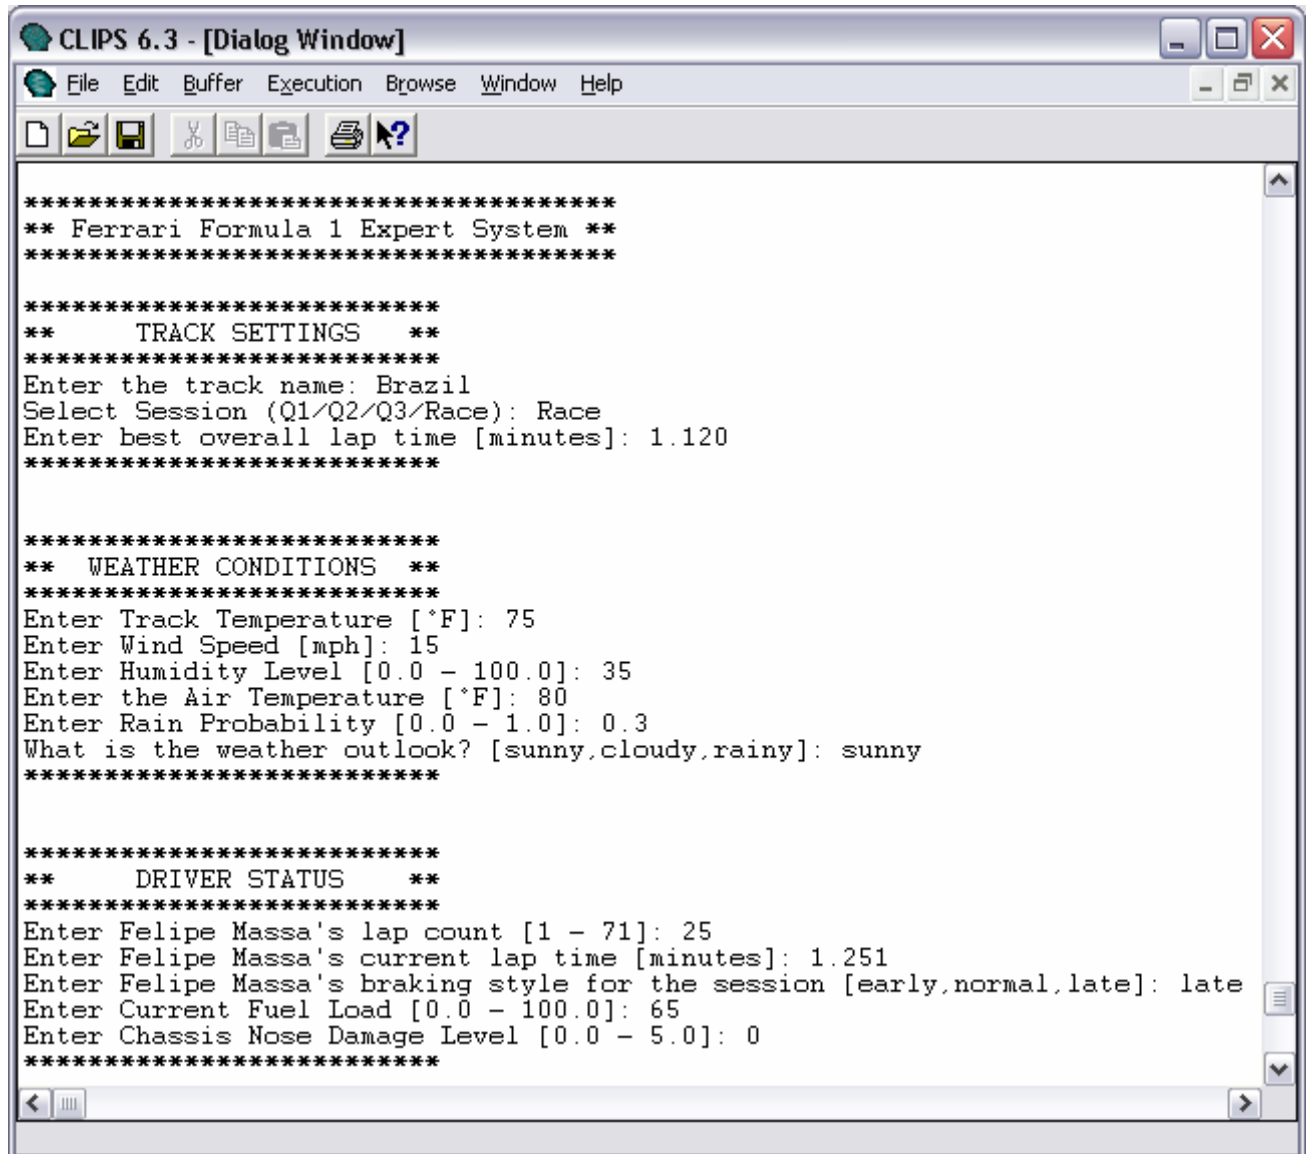 CLIPS 6.3 - [Dialog Window]
File Edit Buffer Execution Browse Window Help
*************************************
** Ferrari Formula 1 Expert System **
*************************************
**************************
**     TRACK SETTINGS   **
**************************
Enter the track name: Brazil
Select Session (Q1/Q2/Q3/Race): Race
Enter best overall lap time [minutes]: 1.120
**************************
**************************
**  WEATHER CONDITIONS  **
**************************
Enter Track Temperature [°F]: 75
Enter Wind Speed [mph]: 15
Enter Humidity Level [0.0 - 100.0]: 35
Enter the Air Temperature [°F]: 80
Enter Rain Probability [0.0 - 1.0]: 0.3
What is the weather outlook? [sunny,cloudy,rainy]: sunny
**************************
**************************
**     DRIVER STATUS    **
**************************
Enter Felipe Massa's lap count [1 - 71]: 25
Enter Felipe Massa's current lap time [minutes]: 1.251
Enter Felipe Massa's braking style for the session [early,normal,late]: late
Enter Current Fuel Load [0.0 - 100.0]: 65
Enter Chassis Nose Damage Level [0.0 - 5.0]: 0
**************************